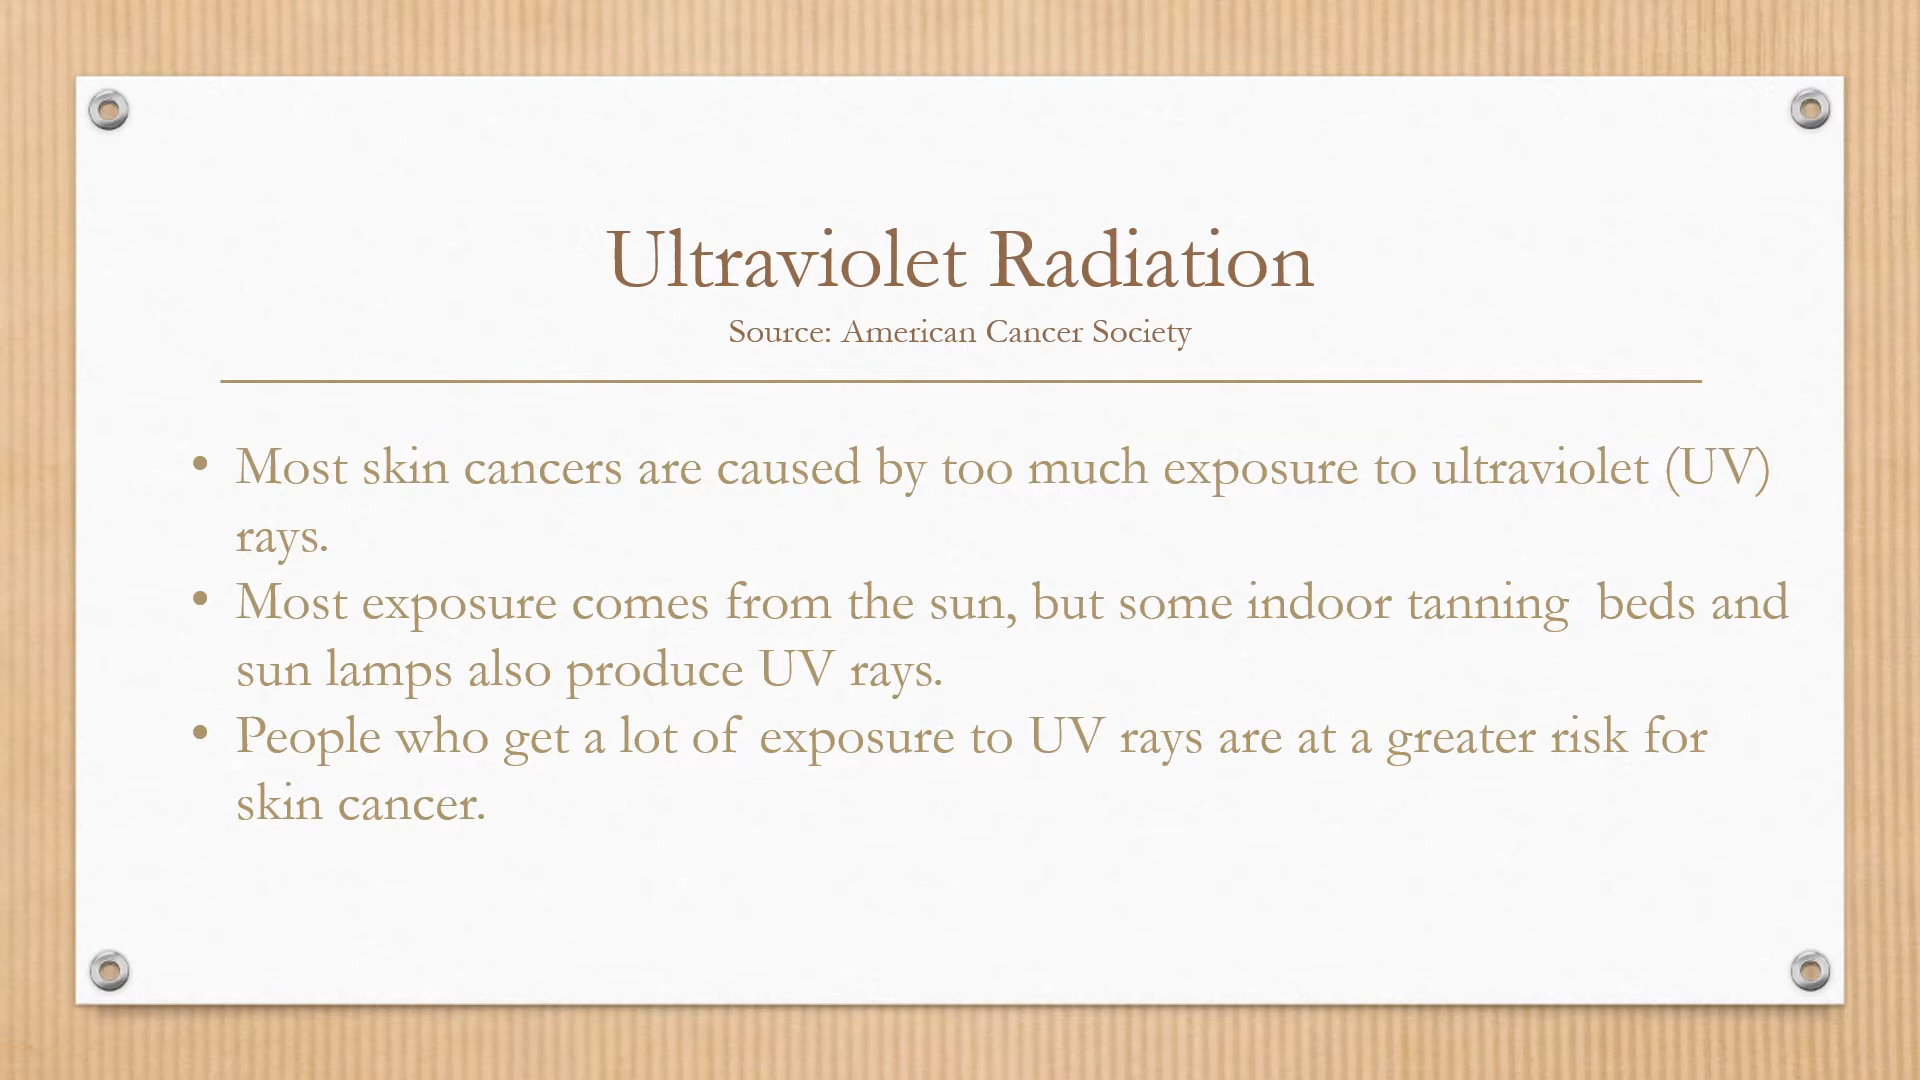 Ultraviolet Radiation
Source: American Cancer Society
• Most skin cancers are caused by too much exposure to ultraviolet (UV)
rays.
• Most exposure comes from the sun, but some indoor tanning  beds and
sun lamps also produce UV rays.
• People who get a lot of exposure to UV rays are at a greater risk for
skin cancer.